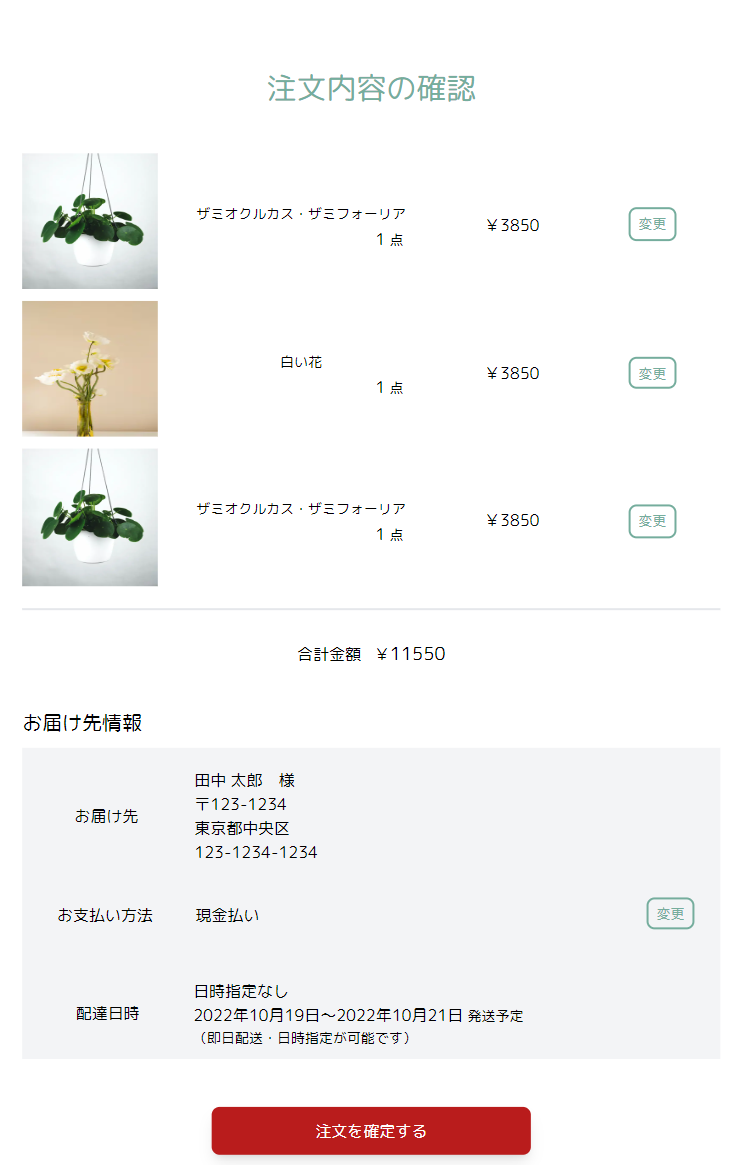 注文内容の確認
ザミオクルカス・ザミフォーリア
1 点
￥3850
変更
白い花
1 点
￥3850
変更
ザミオクルカス・ザミフォーリア
1 点
￥3850
変更
合計金額 ￥11550
お届け先情報
お届け先
田中 太郎　様
〒123-1234
東京都中央区
123-1234-1234
お支払い方法
現金払い
変更
配達日時
日時指定なし
2022年10月19日〜2022年10月21日 発送予定
（即日配送・日時指定が可能です）
注文を確定する